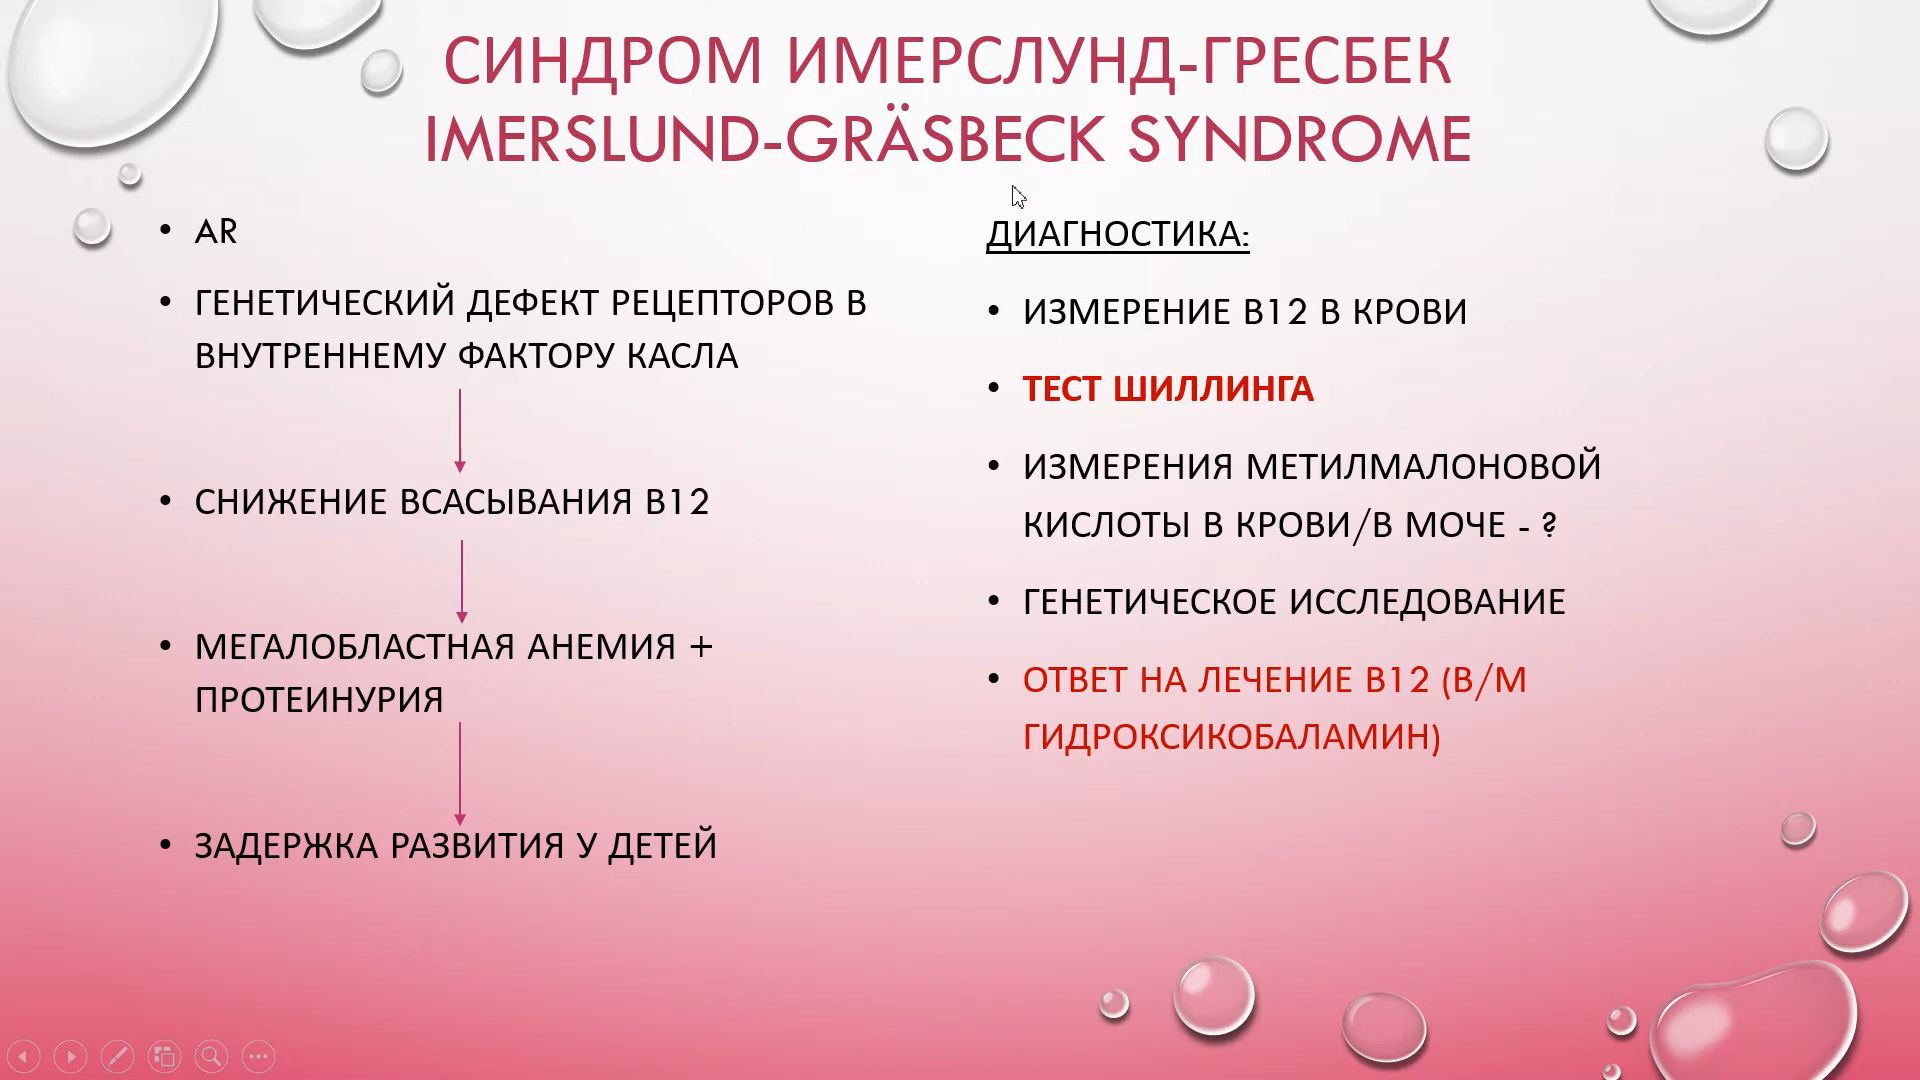 СИНДРОМ ИМЕРСЛУНД-ГРЕСБЕК
IMERSLUND-GRÄSBECK SYNDROME
• AR
• ГЕНЕТИЧЕСКИЙ ДЕФЕКТ РЕЦЕПТОРОВ В
ВНУТРЕННЕМУ ФАКТОРУ КАСЛА
• СНИЖЕНИЕ ВСАСЫВАНИЯ В12
• МЕГАЛОБЛАСТНАЯ АНЕМИЯ +
ПРОТЕИНУРИЯ
• ЗАДЕРЖКА РАЗВИТИЯ У ДЕТЕЙ
ДИАГНОСТИКА:
• ИЗМЕРЕНИЕ В12 В КРОВИ
• ТЕСТ ШИЛЛИНГА
• ИЗМЕРЕНИЯ МЕТИЛМАЛОНОВОЙ
КИСЛОТЫ В КРОВИ/В МОЧЕ - ?
• ГЕНЕТИЧЕСКОЕ ИССЛЕДОВАНИЕ
• ОТВЕТ НА ЛЕЧЕНИЕ В12 (В/М
ГИДРОКСИКОБАЛАМИН)